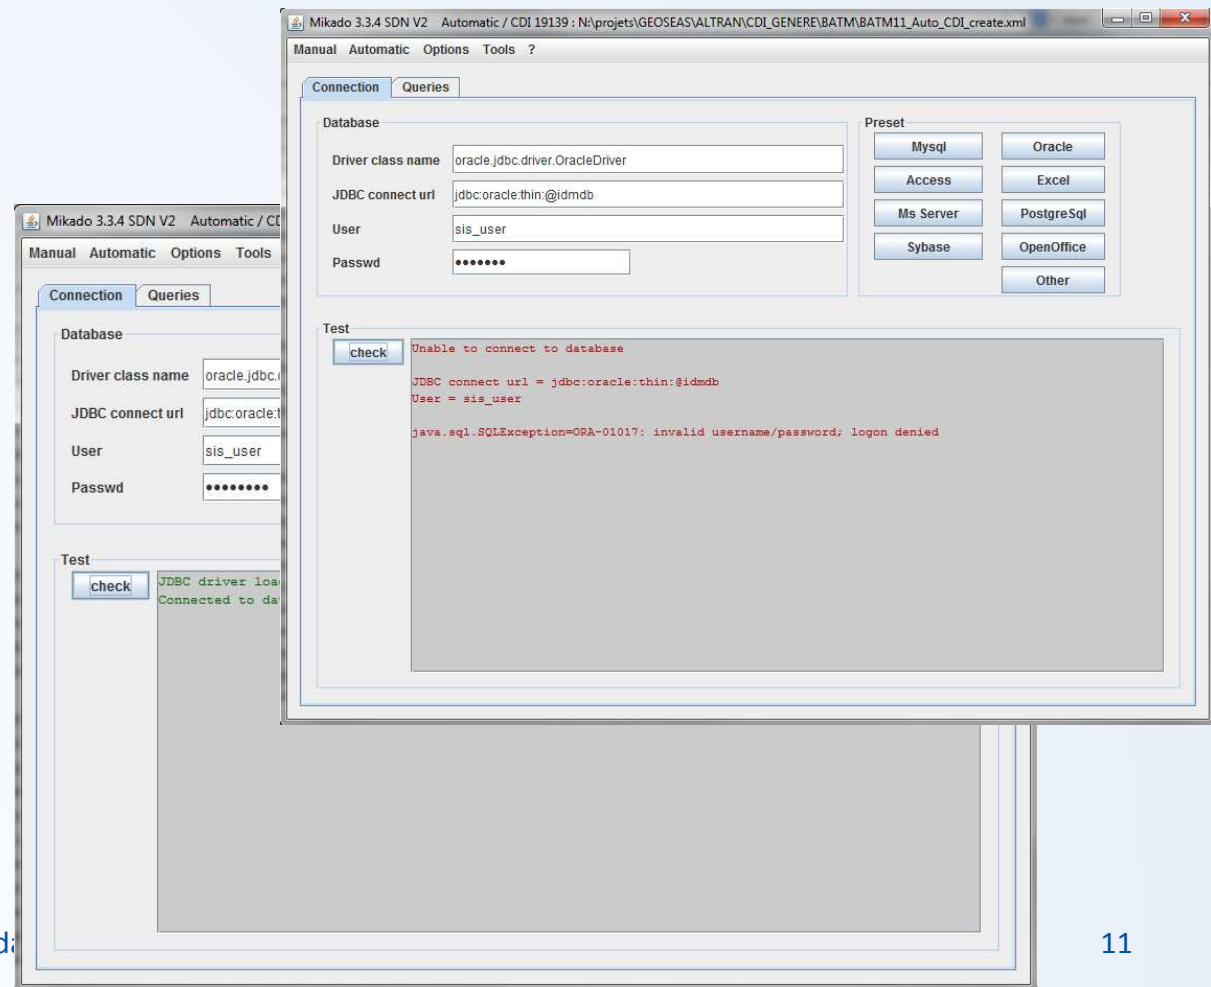 Mikado 3.3.4 SDN V2 Automatic / CDI 19139 : N:\projets\GEOSEAS\ALTRAN\CDI_GENERE\BATM\BATM11_Auto_CDI_create.xml
Manual Automatic Options Tools ?
Connection Queries
Database
Driver class name oracle.jdbc.driver.OracleDriver
JDBC connect url jdbc:oracle:thin:@idmdb
User sis_user
Passwd •••••••
Preset
Mysql Oracle
Access Excel
Ms Server PostgreSql
Sybase OpenOffice
Other
Test
check
Unable to connect to database
JDBC connect url = jdbc:oracle:thin:@idmdb
User = sis_user
java.sql.SQLException=ORA-01017: invalid username/password; logon denied
Mikado 3.3.4 SDN V2 Automatic /
Manual Automatic Options Tools
Connection Queries
Database
Driver class name oracle.jdbc.
JDBC connect url jdbc:oracle:
User sis_user
Passwd ••••••••
Test
check
JDBC driver
Connected to
11